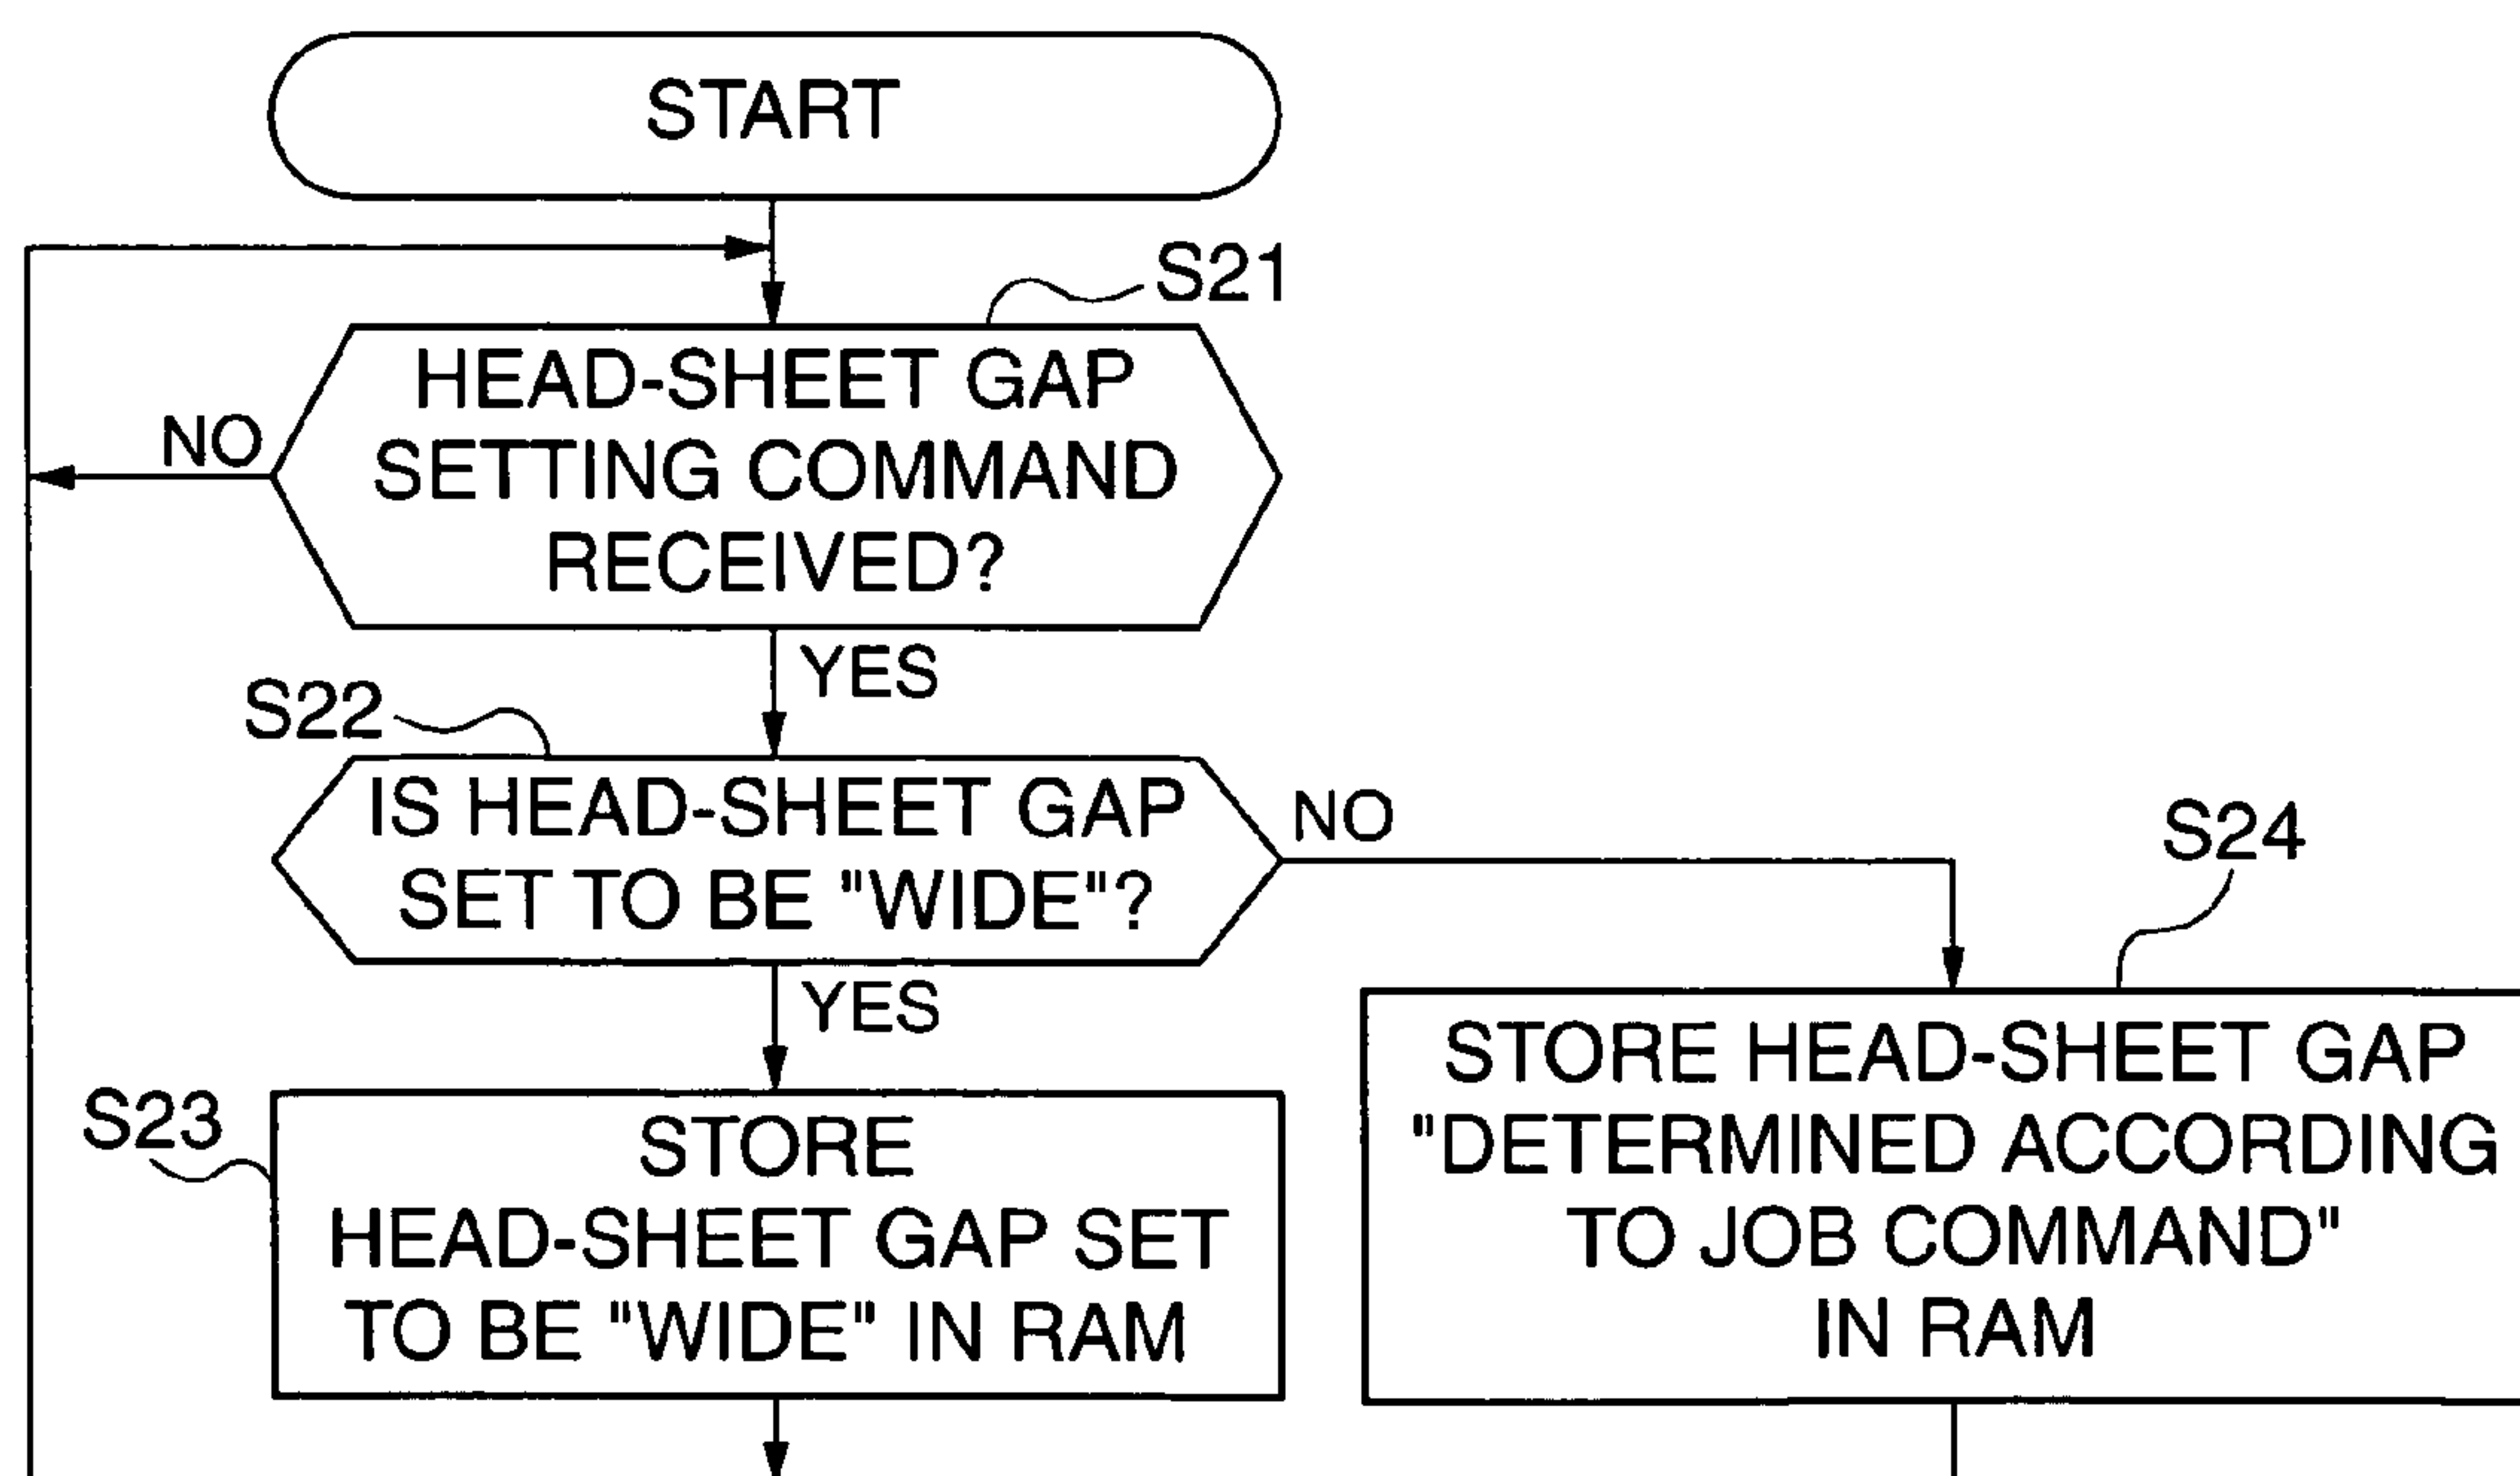 START
S21
HEAD-SHEET GAP
SETTING COMMAND
RECEIVED?
NO
YES
S22
IS HEAD-SHEET GAP
SET TO BE "WIDE"?
NO
YES
S23
STORE
HEAD-SHEET GAP SET
TO BE "WIDE" IN RAM
S24
STORE HEAD-SHEET GAP
"DETERMINED ACCORDING
TO JOB COMMAND"
IN RAM